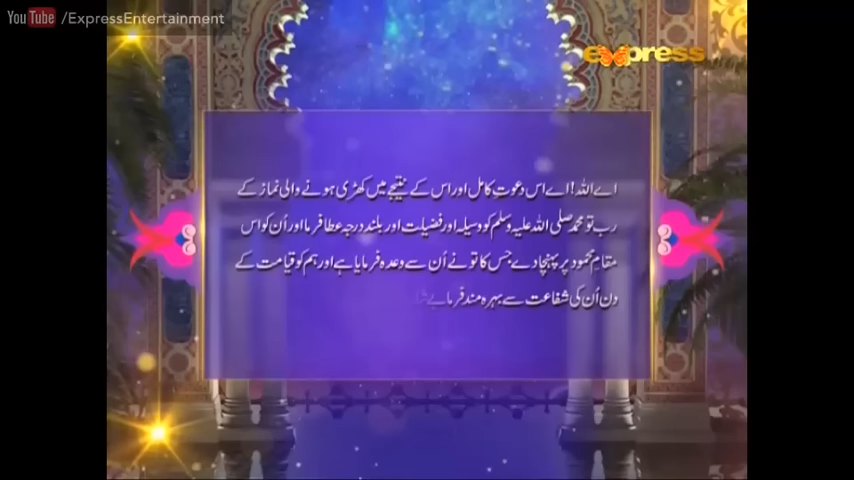 YouTube /ExpressEntertainment
express
اے اللہ! اے اس دعوتِ کامل اور اس کے نتیجے میں کھڑی ہونے والی نماز کے
رب تو محمد صلی اللہ علیہ وسلم کو وسیلہ اور فضیلت اور بلند درجہ عطا فرما اور اُن کو اس
مقامِ محمود پر پہنچا دے جس کا تو نے اُن سے وعدہ فرمایا ہے اور ہم کو قیامت کے
دن اُن کی شفاعت سے بہرہ مند فرما بے